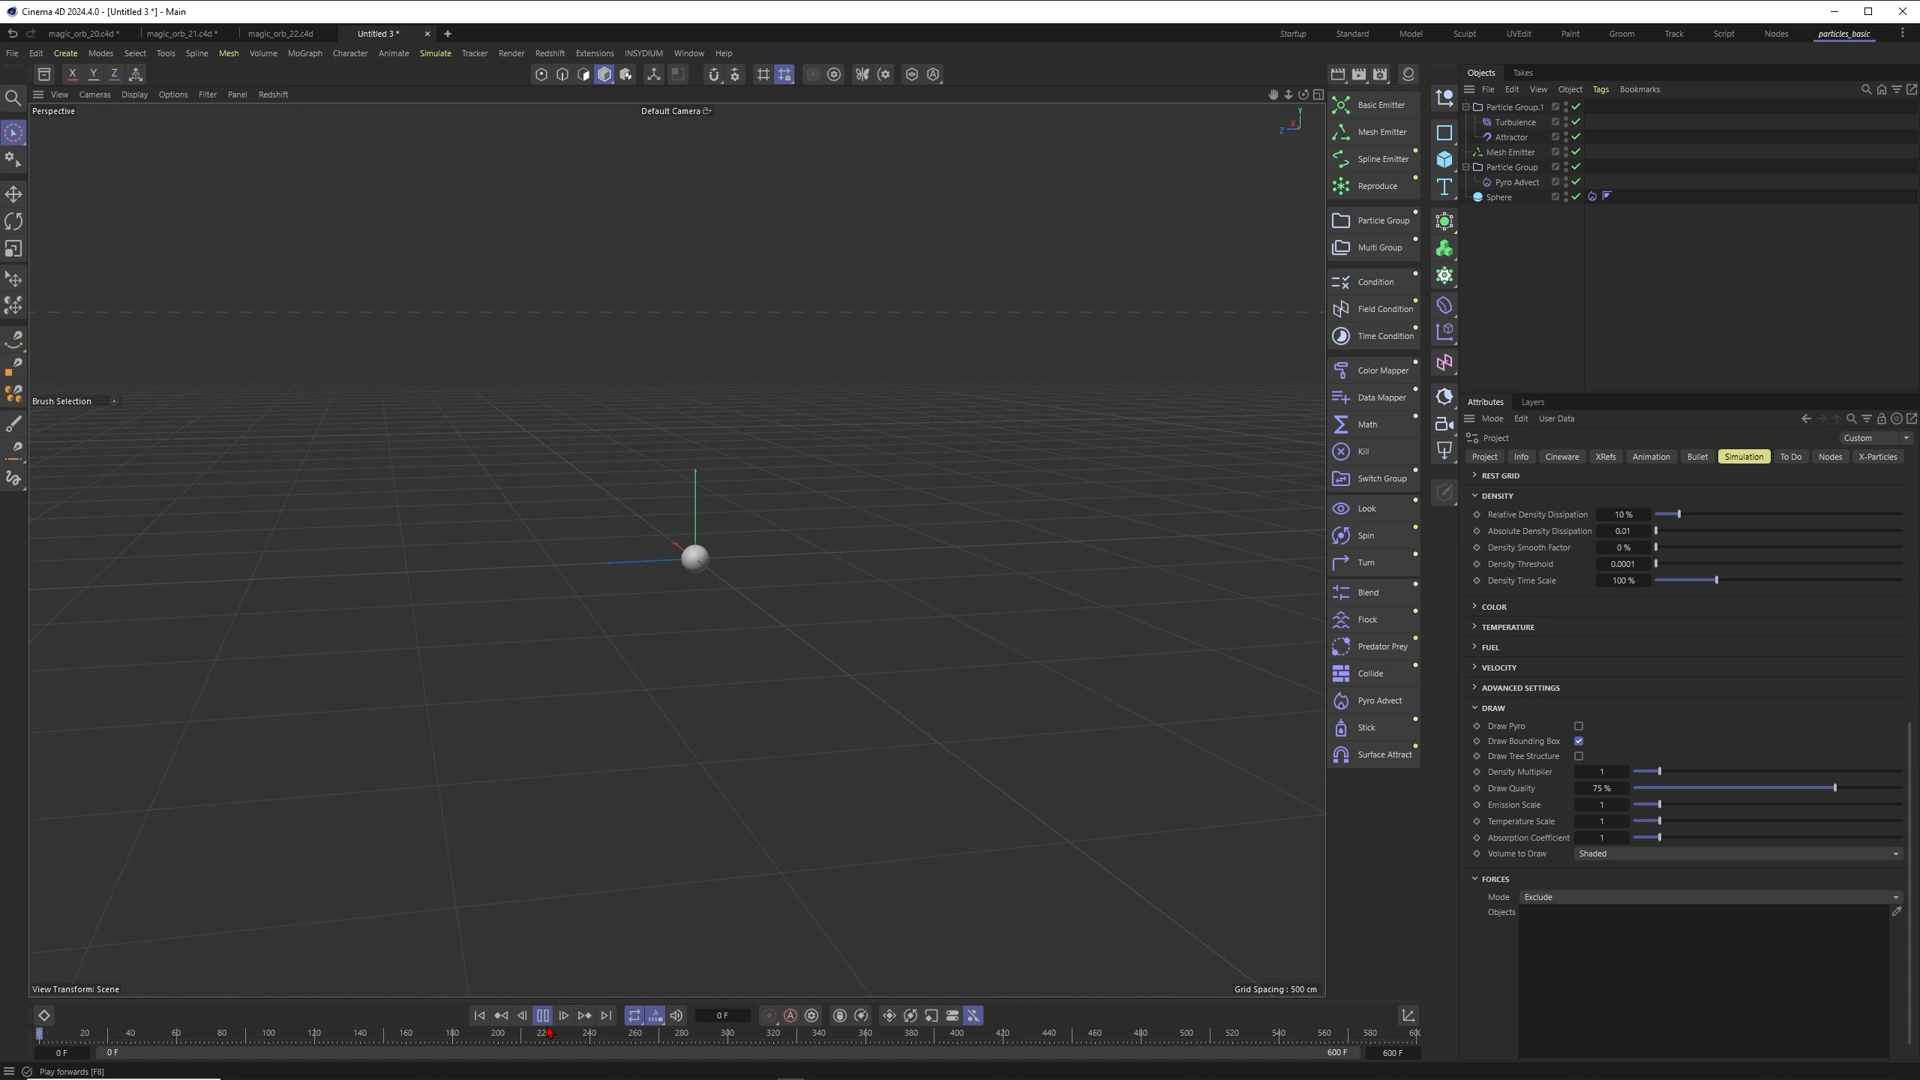 Cinema 4D 2024.4.0 - [Untitled 3 *] - Main
magic_orb_20.c4d *
magic_orb_21.c4d *
magic_orb_22.c4d
Untitled 3 *
Startup
Standard
Model
Sculpt
UVEdit
Paint
Groom
Track
Script
Nodes
particles_basic
File Edit Create Modes Select Tools Spline Mesh Volume MoGraph Character Animate Simulate Tracker Render Redshift Extensions INSYDIUM Window Help
X Y Z
View Cameras Display Options Filter Panel Redshift
Perspective
Default Camera
Y
X
Z
Brush Selection
View Transform: Scene
Grid Spacing : 500 cm
Basic Emitter
Mesh Emitter
Spline Emitter
Reproduce
Particle Group
Multi Group
Condition
Field Condition
Time Condition
Color Mapper
Data Mapper
Math
Kill
Switch Group
Look
Spin
Turn
Blend
Flock
Predator Prey
Collide
Pyro Advect
Stick
Surface Attract
Objects Takes
File Edit View Object Tags Bookmarks
Particle Group.1
Turbulence
Attractor
Mesh Emitter
Particle Group
Pyro Advect
Sphere
Attributes Layers
Mode Edit User Data
Project
Custom
Project Info Cineware XRefs Animation Bullet Simulation To Do Nodes X-Particles
REST GRID
DENSITY
Relative Density Dissipation 10 %
Absolute Density Dissipation 0.01
Density Smooth Factor 0 %
Density Threshold 0.0001
Density Time Scale 100 %
COLOR
TEMPERATURE
FUEL
VELOCITY
ADVANCED SETTINGS
DRAW
Draw Pyro
Draw Bounding Box
Draw Tree Structure
Density Multiplier 1
Draw Quality 75 %
Emission Scale 1
Temperature Scale 1
Absorption Coefficient 1
Volume to Draw Shaded
FORCES
Mode Exclude
Objects
0 F
0 20 40 60 80 100 120 140 160 180 200 220 240 260 280 300 320 340 360 380 400 420 440 460 480 500 520 540 560 580 60
0 F 0 F 600 F 600 F
Play forwards [F8]